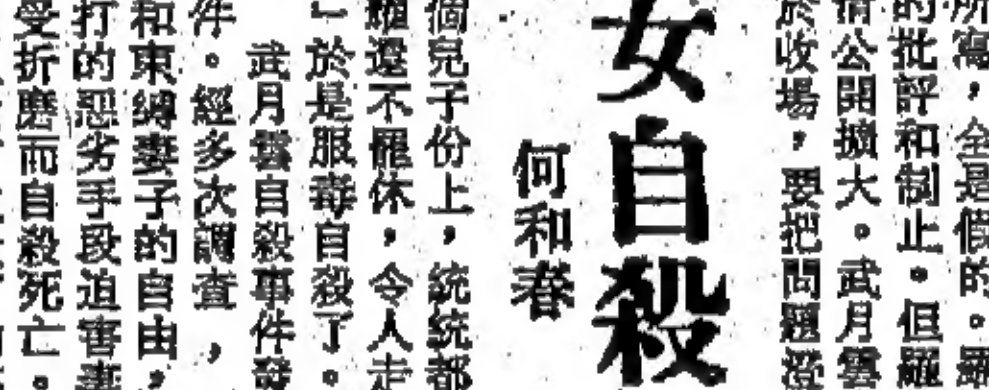 所寫，全是假的。羅
的批評和制止。但羅
情公開擴大。武月雲
於收場，要把問題澄
女自殺
何和春
個兒子份上，統統都
還不罷休，令人走
」於是服毒自殺了。
武月雲自殺事件發
件。經多次調查，
和束縛妻子的自由，
打的惡劣手段迫害妻
受折磨而自殺死亡。